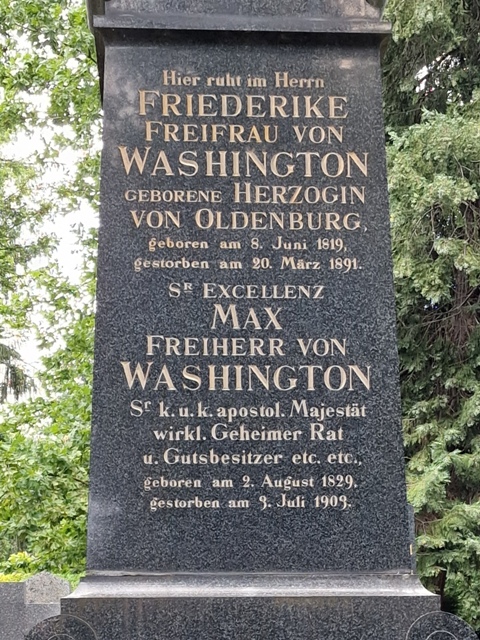 Hier ruht im Herrn
FRIEDERIKE
FREIFRAU VON
WASHINGTON
GEBORENE HERZOGIN
VON OLDENBURG,
geboren am 8. Juni 1819,
gestorben am 20. März 1891.
SR EXCELLENZ
MAX
FREIHERR VON
WASHINGTON
Sr k. u. k. apostol. Majestät
wirkl. Geheimer Rat
u. Gutsbesitzer etc. etc.,
geboren am 2. August 1829,
gestorben am 3. Juli 1903.